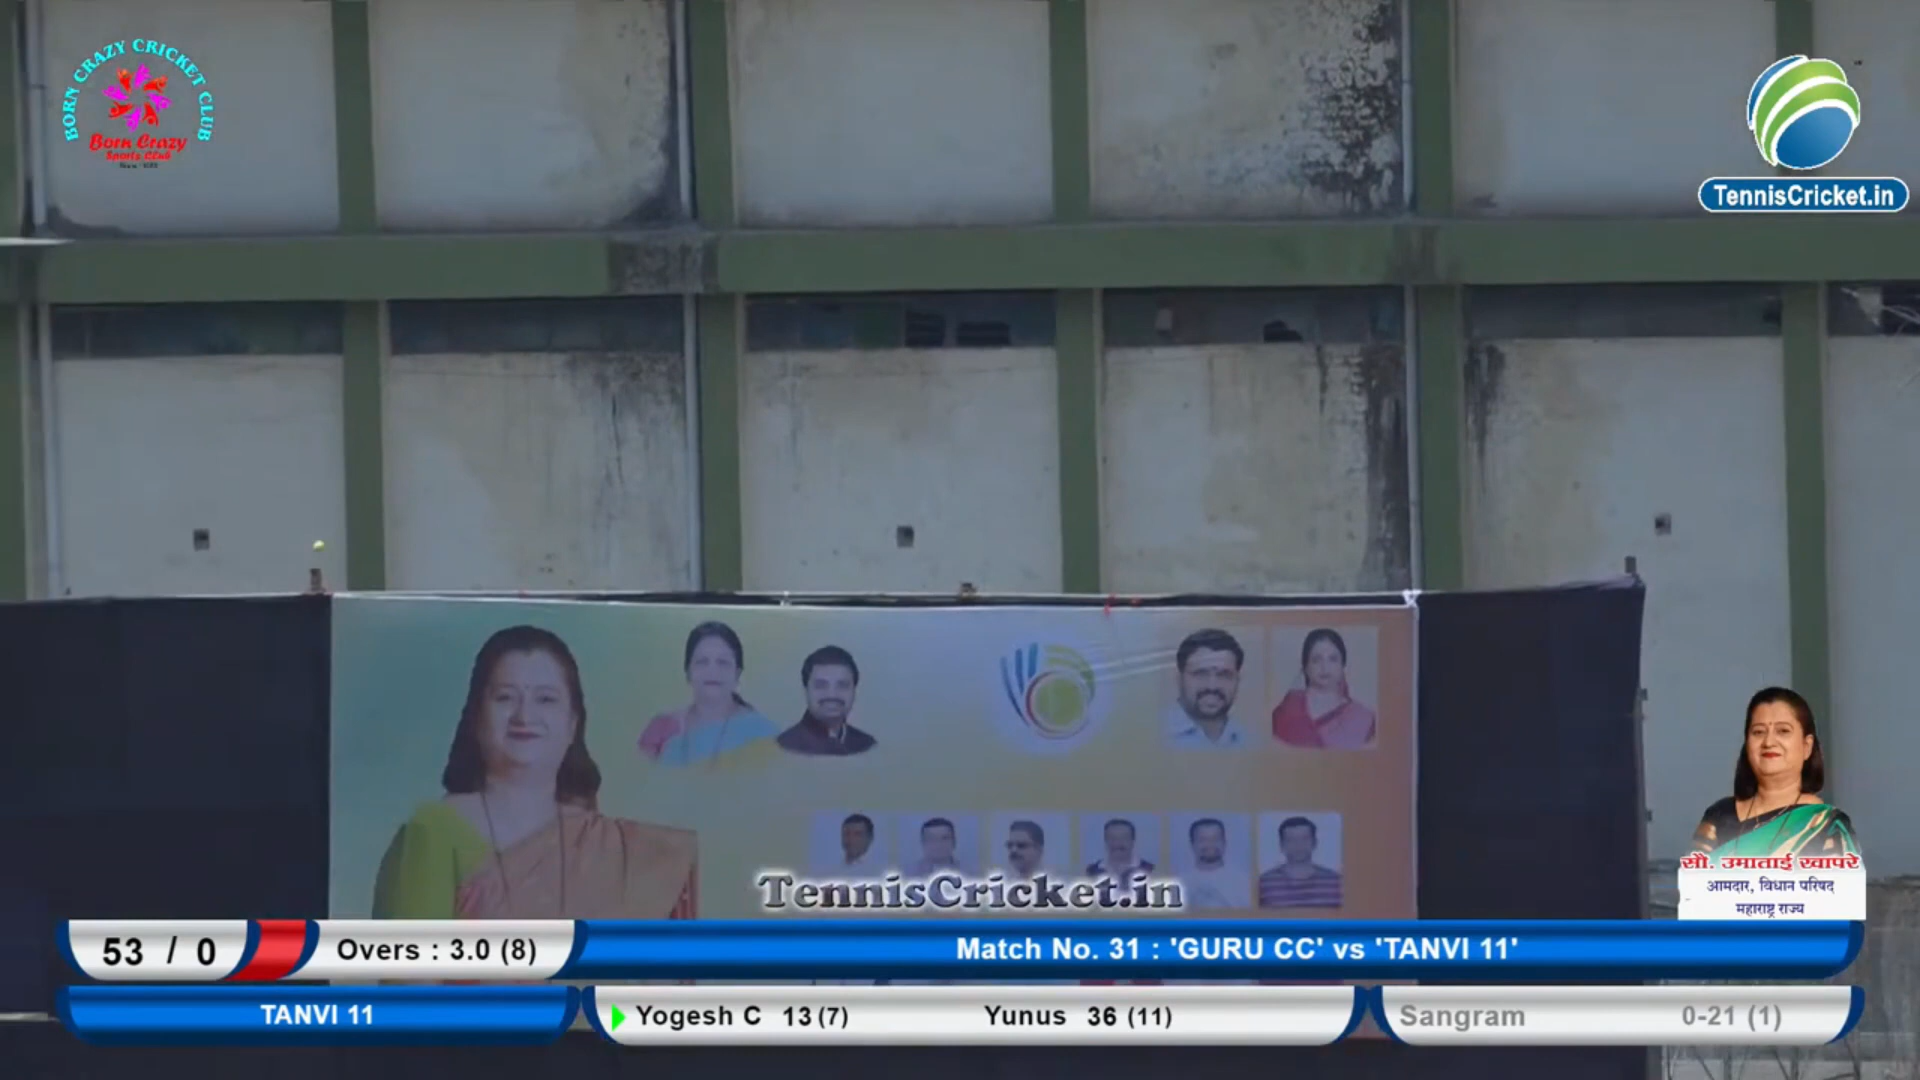 BORN CRAZY CRICKET CLUB
Born Crazy
Sports Club
TennisCricket.in
सौ. उमाताई खापरे
आमदार, विधान परिषद
महाराष्ट्र राज्य
TennisCricket.in
53 / 0
Overs : 3.0 (8)
Match No. 31 : 'GURU CC' vs 'TANVI 11'
TANVI 11
Yogesh C 13 (7)
Yunus 36 (11)
Sangram 0-21 (1)